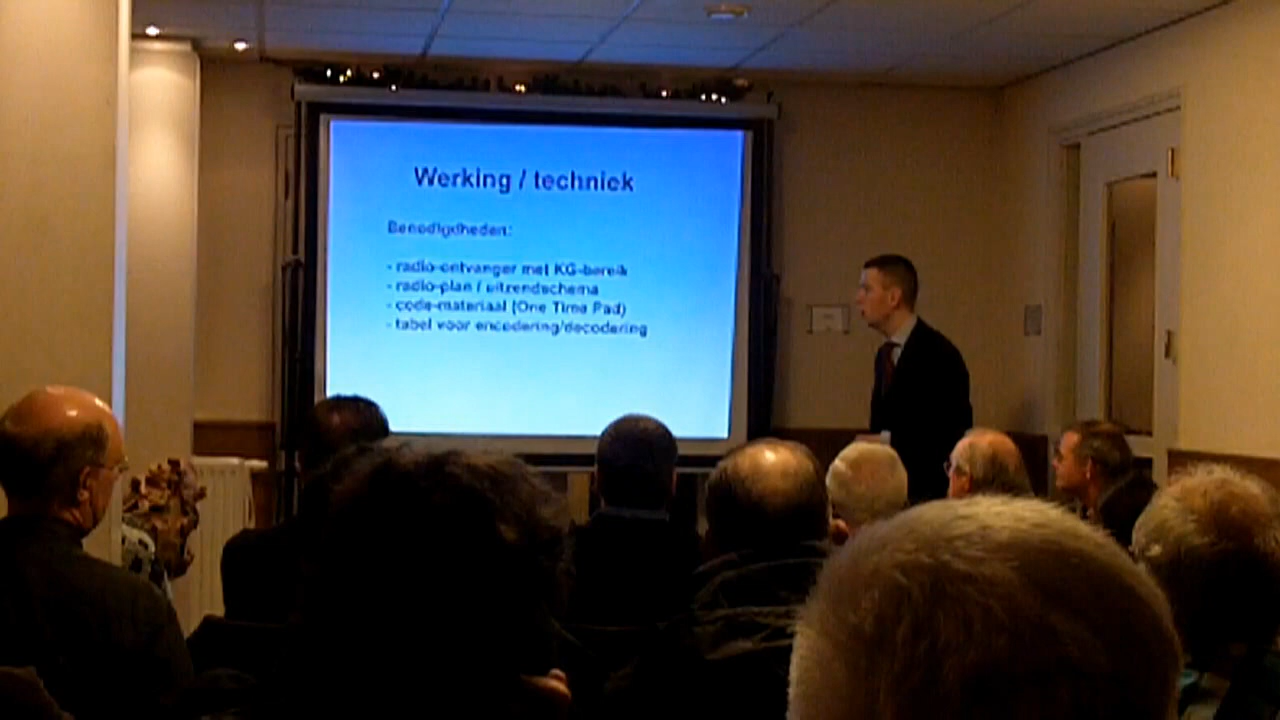 Werking / techniek
Benodigdheden:
- radio-ontvanger met KG-bereik
- radio-plan / uitzendschema
- code-materiaal (One Time Pad)
- tabel voor encodering/decodering